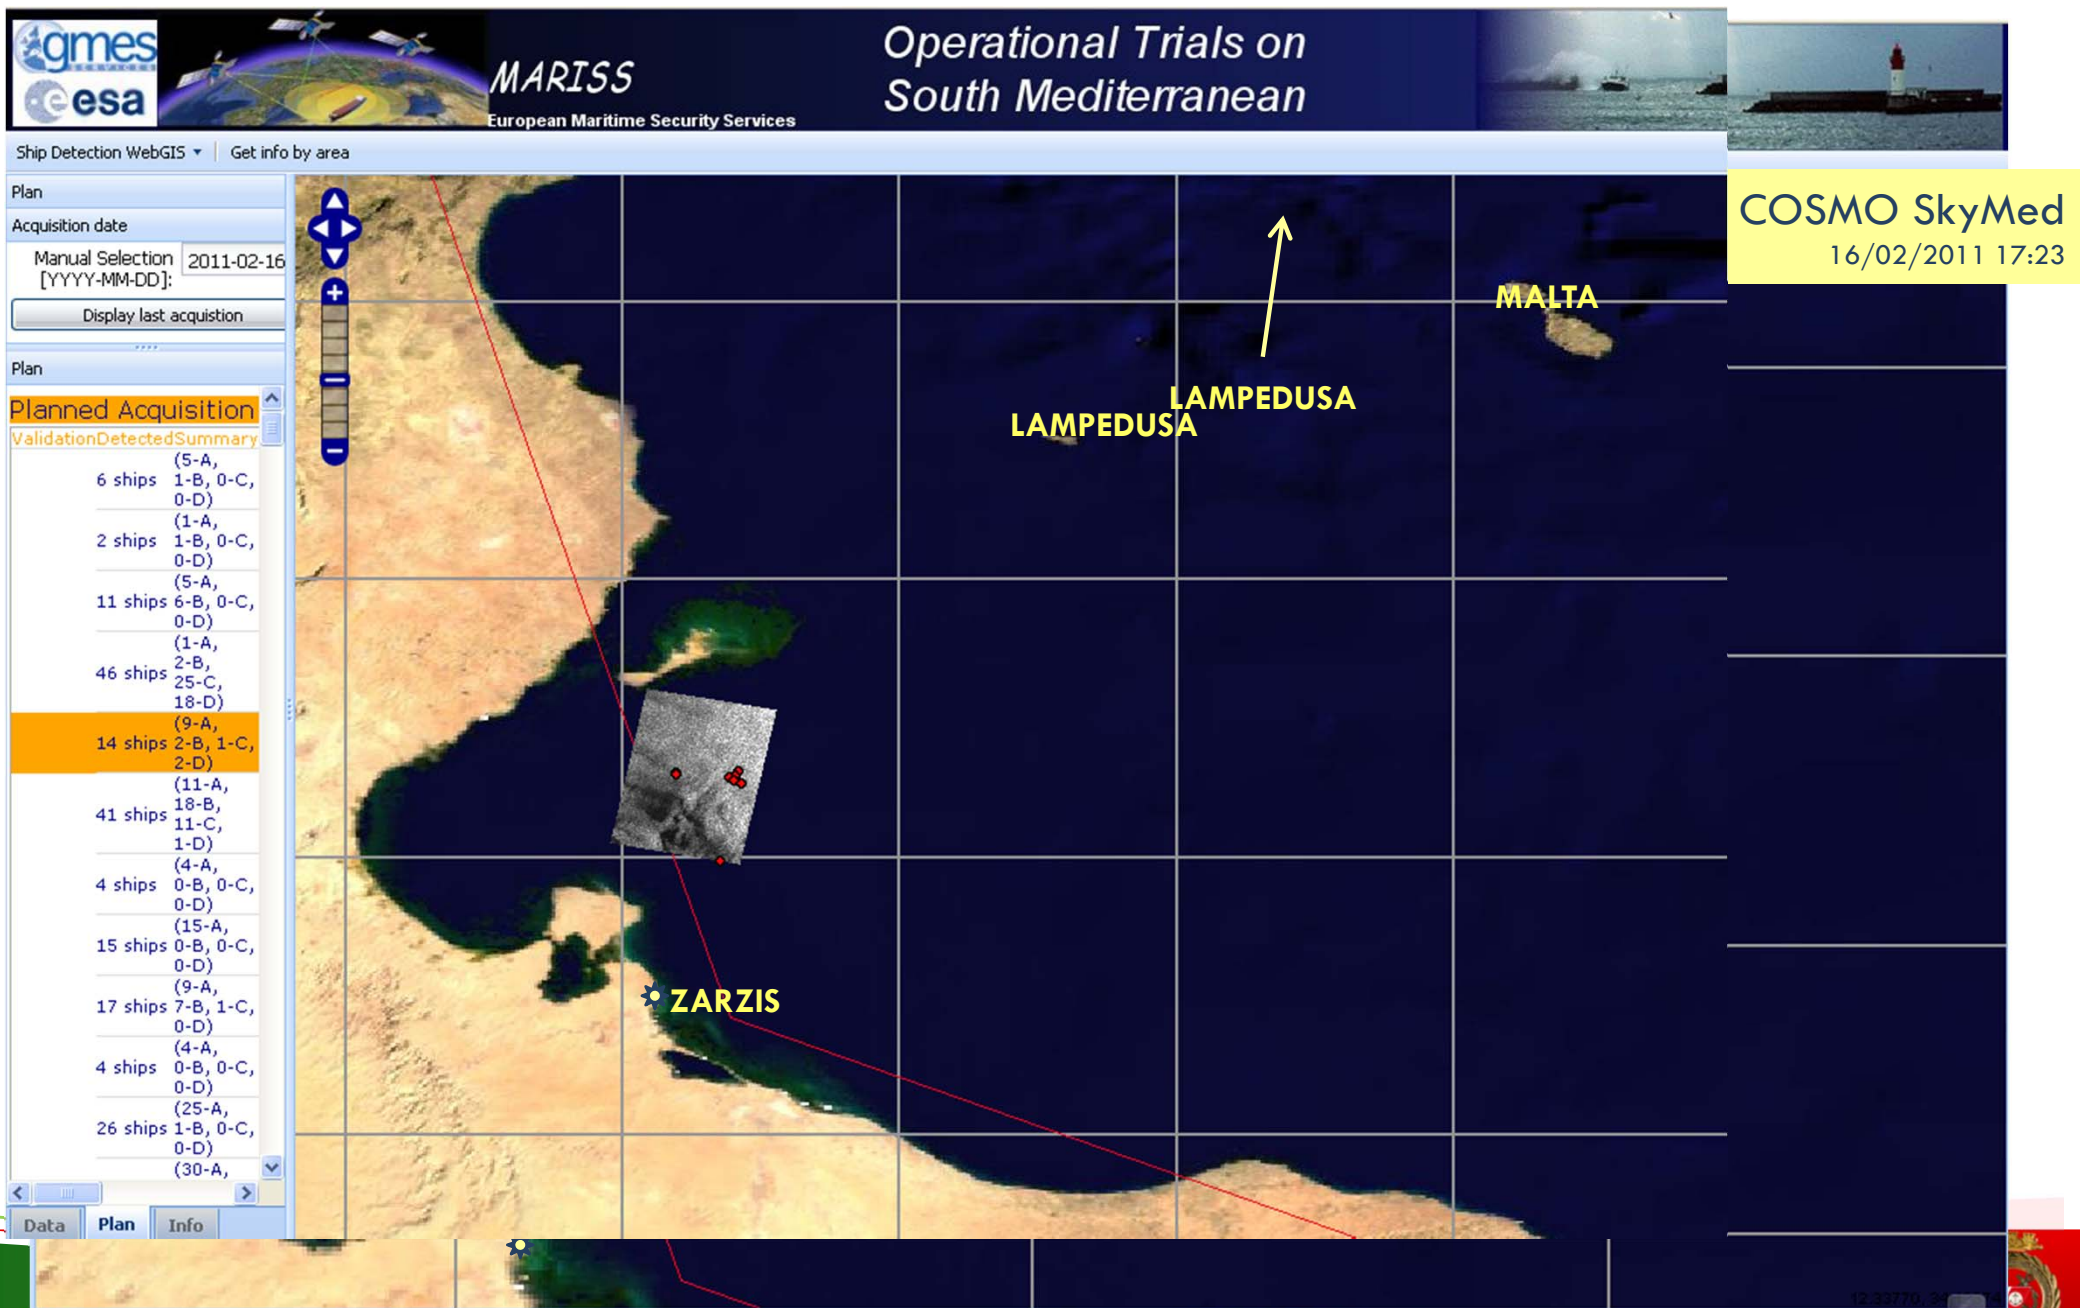 gmes
SERVICES
esa
MARISS
European Maritime Security Services
Operational Trials on
South Mediterranean
Ship Detection WebGIS
Get info by area
Plan
Acquisition date
Manual Selection
[YYYY-MM-DD]:
2011-02-16
Display last acquistion
Plan
Planned Acquisition
ValidationDetectedSummary
6 ships
(5-A,
1-B, 0-C,
0-D)
2 ships
(1-A,
1-B, 0-C,
0-D)
11 ships
(5-A,
6-B, 0-C,
0-D)
46 ships
(1-A,
2-B,
25-C,
18-D)
14 ships
(9-A,
2-B, 1-C,
2-D)
41 ships
(11-A,
18-B,
11-C,
1-D)
4 ships
(4-A,
0-B, 0-C,
0-D)
15 ships
(15-A,
0-B, 0-C,
0-D)
17 ships
(9-A,
7-B, 1-C,
0-D)
4 ships
(4-A,
0-B, 0-C,
0-D)
26 ships
(25-A,
1-B, 0-C,
0-D)
(30-A,
Data
Plan
Info
COSMO SkyMed
16/02/2011 17:23
MALTA
LAMPEDUSA
LAMPEDUSA
ZARZIS
12.33770,